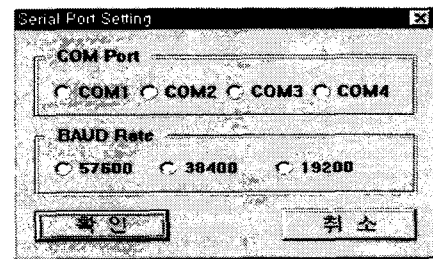 Serial Port Setting
COM Port
COM1 COM2 COM3 COM4
BAUD Rate
57600 38400 19200
확 인 취 소